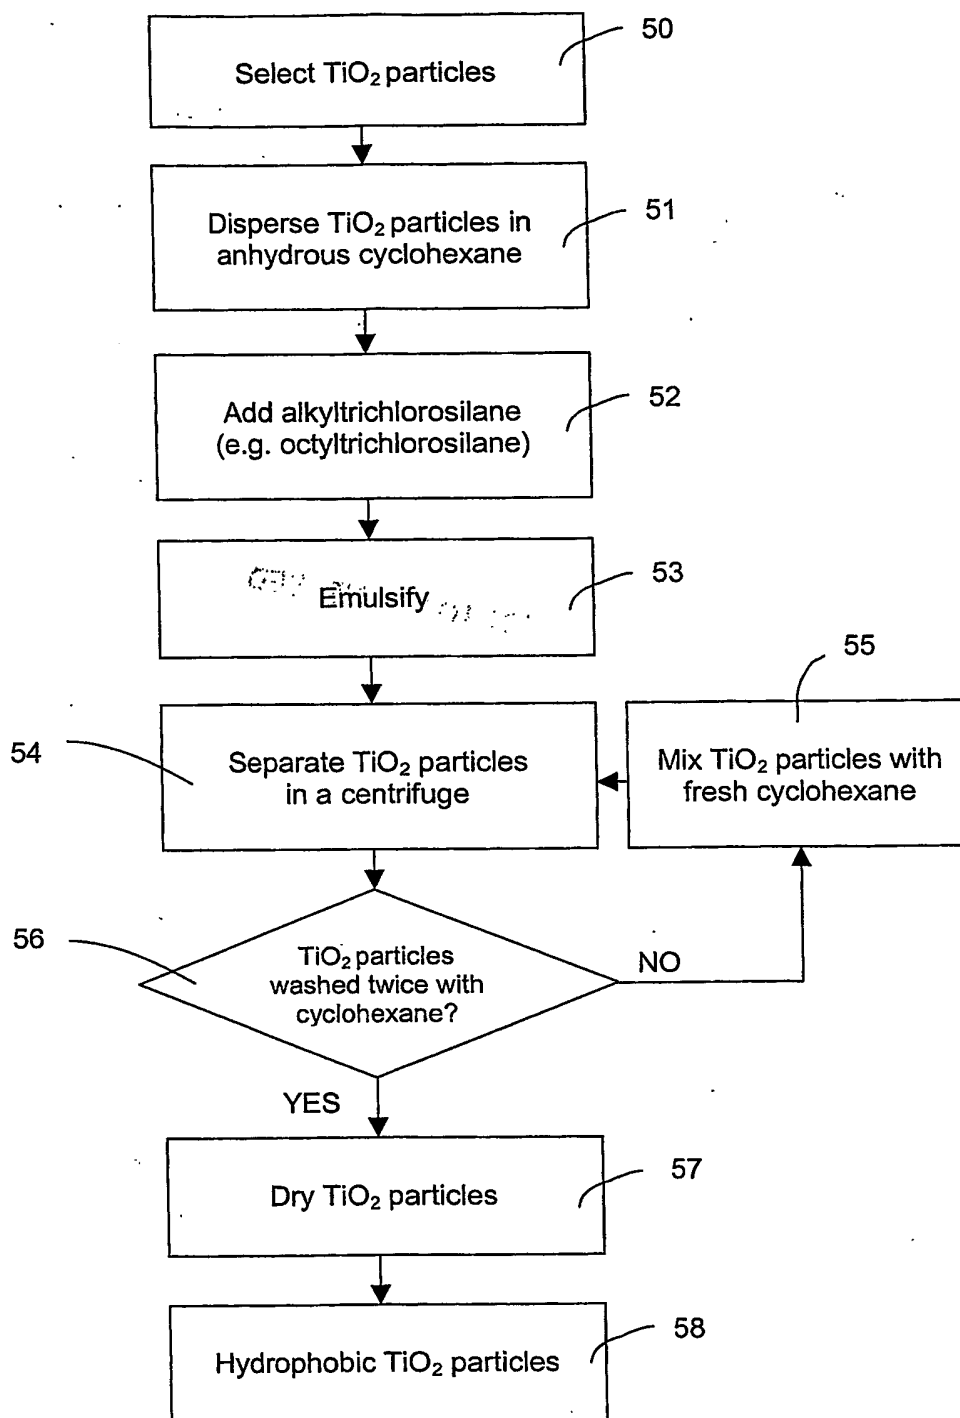 50
Select TiO₂ particles
51
Disperse TiO₂ particles in
anhydrous cyclohexane
52
Add alkyltrichlorosilane
(e.g. octyltrichlorosilane)
53
Emulsify
54
Separate TiO₂ particles
in a centrifuge
55
Mix TiO₂ particles with
fresh cyclohexane
56
TiO₂ particles
washed twice with
cyclohexane?
NO
YES
57
Dry TiO₂ particles
58
Hydrophobic TiO₂ particles